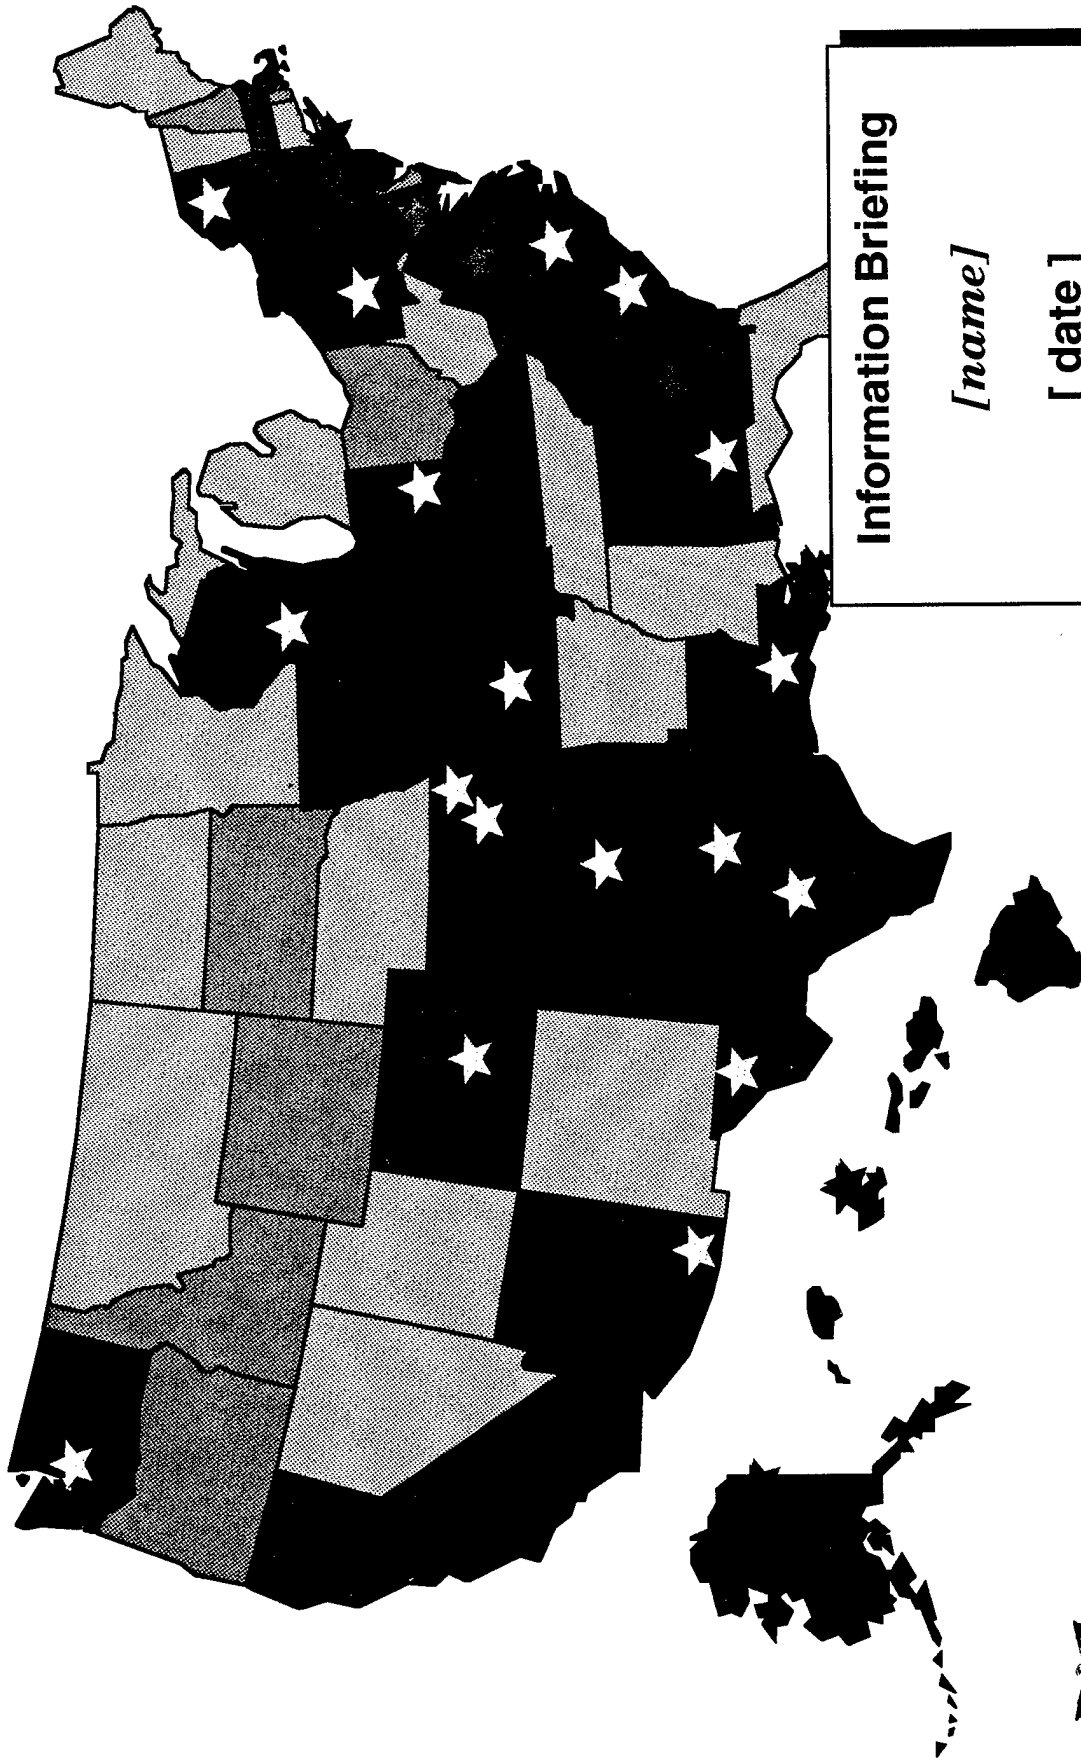 Information Briefing
[name]
[ date ]